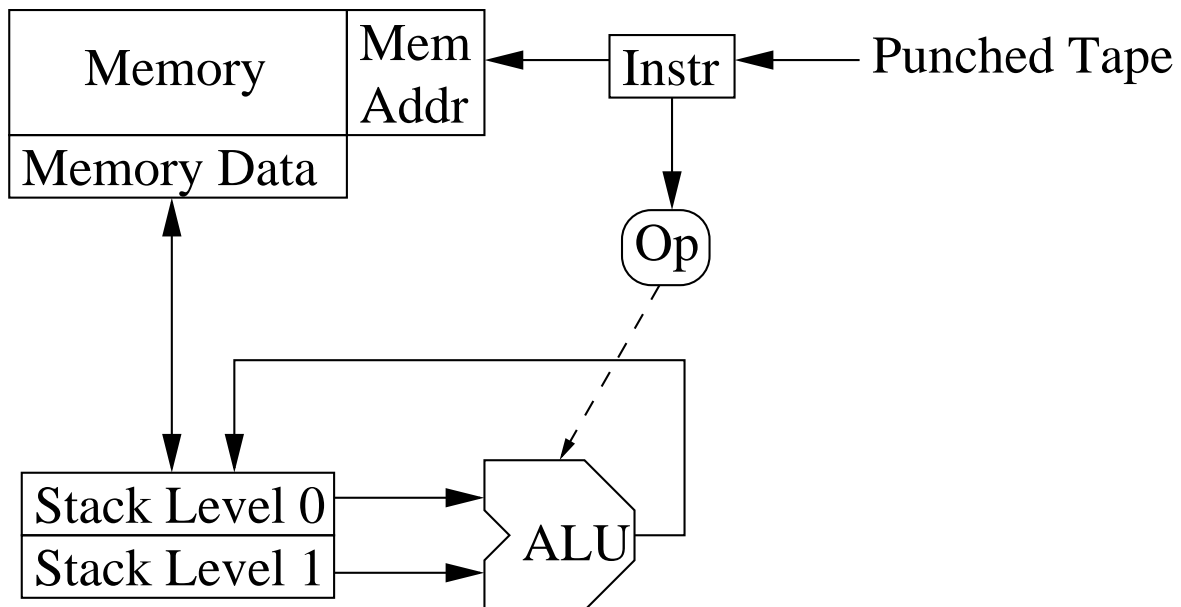 Memory
Mem
Addr
Instr
Punched Tape
Memory Data
Op
Stack Level 0
Stack Level 1
ALU